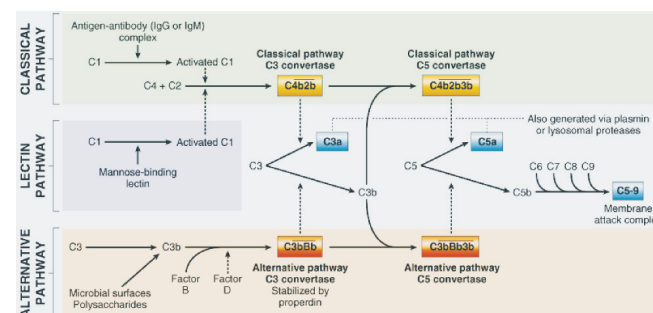 CLASSICAL
PATHWAY
Antigen-antibody (IgG or IgM)
complex
C1
Activated C1
C4 + C2
Classical pathway
C3 convertase
C4b2b
Classical pathway
C5 convertase
C4b2b3b
Also generated via plasmin
or lysosomal proteases
LECTIN
PATHWAY
C1
Activated C1
Mannose-binding
lectin
C3
C3a
C3b
C5
C5a
C5b
C6 C7 C8 C9
C5-9
Membrane
attack comple
ALTERNATIVE
PATHWAY
C3
C3b
Microbial surfaces
Polysaccharides
Factor
B
Factor
D
C3bBb
Alternative pathway
C3 convertase
Stabilized by
properdin
C3bBb3b
Alternative pathway
C5 convertase